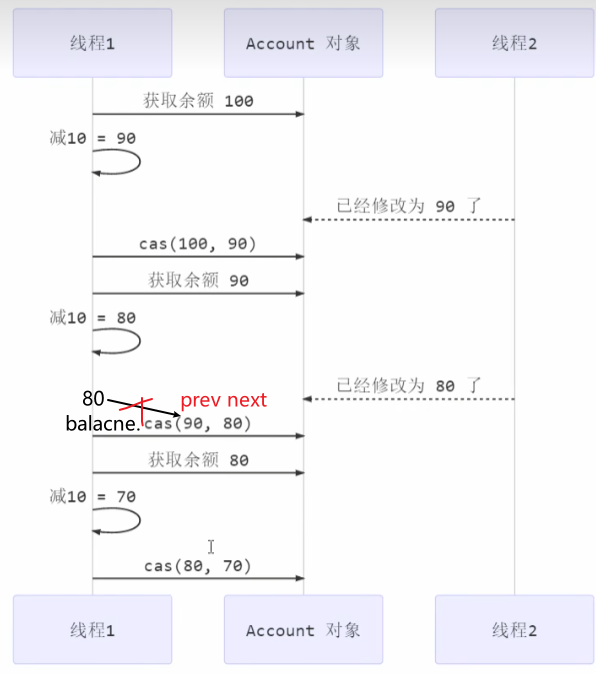 线程1
Account 对象
线程2
获取余额 100
减10 = 90
已经修改为 90 了
cas(100, 90)
获取余额 90
减10 = 80
已经修改为 80 了
80
prev next
balacne.
cas(90, 80)
获取余额 80
减10 = 70
cas(80, 70)
线程1
Account 对象
线程2